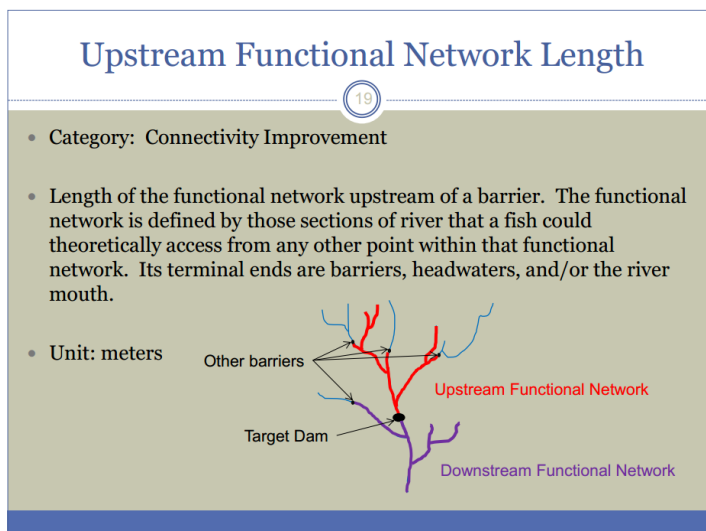 Upstream Functional Network Length
19
Category: Connectivity Improvement
Length of the functional network upstream of a barrier. The functional
network is defined by those sections of river that a fish could
theoretically access from any other point within that functional
network. Its terminal ends are barriers, headwaters, and/or the river
mouth.
Unit: meters
Other barriers
Upstream Functional Network
Target Dam
Downstream Functional Network